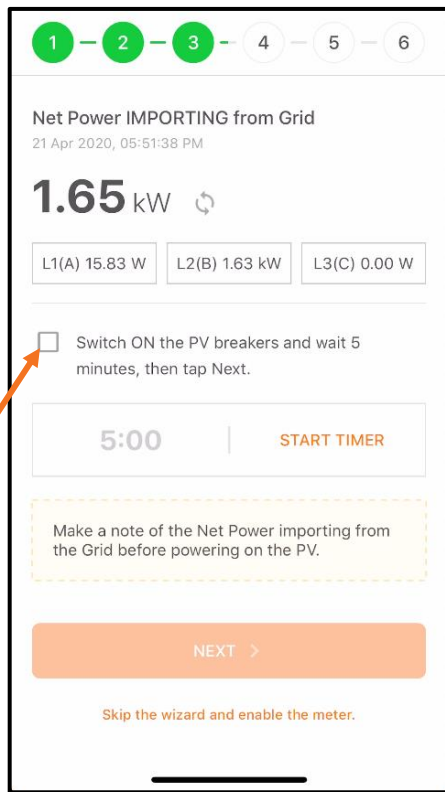 1 2 3 4 5 6
Net Power IMPORTING from Grid
21 Apr 2020, 05:51:38 PM
1.65 kW
L1(A) 15.83 W L2(B) 1.63 kW L3(C) 0.00 W
Switch ON the PV breakers and wait 5
minutes, then tap Next.
5:00 START TIMER
Make a note of the Net Power importing from
the Grid before powering on the PV.
NEXT >
Skip the wizard and enable the meter.